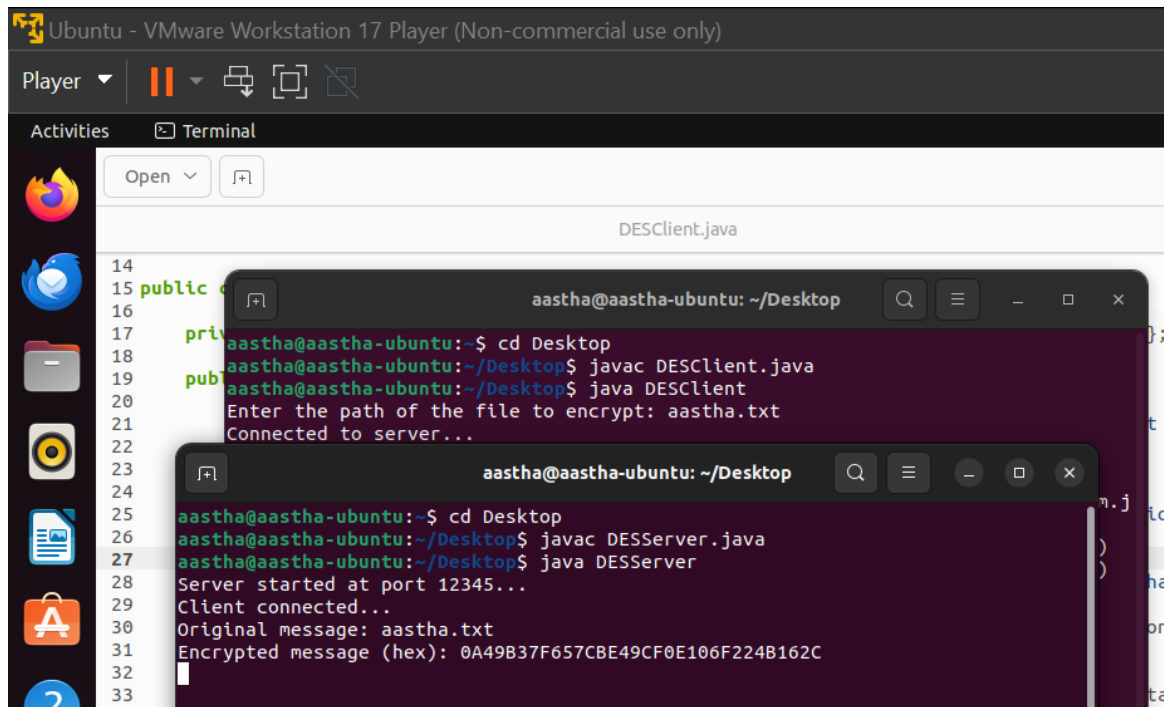 Ubuntu - VMware Workstation 17 Player (Non-commercial use only)
Player
Activities Terminal
Open
DESClient.java
14
15 public
16
17
18
19
20
21
22
23
24
25
26
27
28
29
30
31
32
33
};
m.j
)
)
aastha@aastha-ubuntu: ~/Desktop
aastha@aastha-ubuntu:~$ cd Desktop
aastha@aastha-ubuntu:~/Desktop$ javac DESClient.java
aastha@aastha-ubuntu:~/Desktop$ java DESClient
Enter the path of the file to encrypt: aastha.txt
Connected to server...
aastha@aastha-ubuntu: ~/Desktop
aastha@aastha-ubuntu:~$ cd Desktop
aastha@aastha-ubuntu:~/Desktop$ javac DESServer.java
aastha@aastha-ubuntu:~/Desktop$ java DESServer
Server started at port 12345...
Client connected...
Original message: aastha.txt
Encrypted message (hex): 0A49B37F657CBE49CF0E106F224B162C